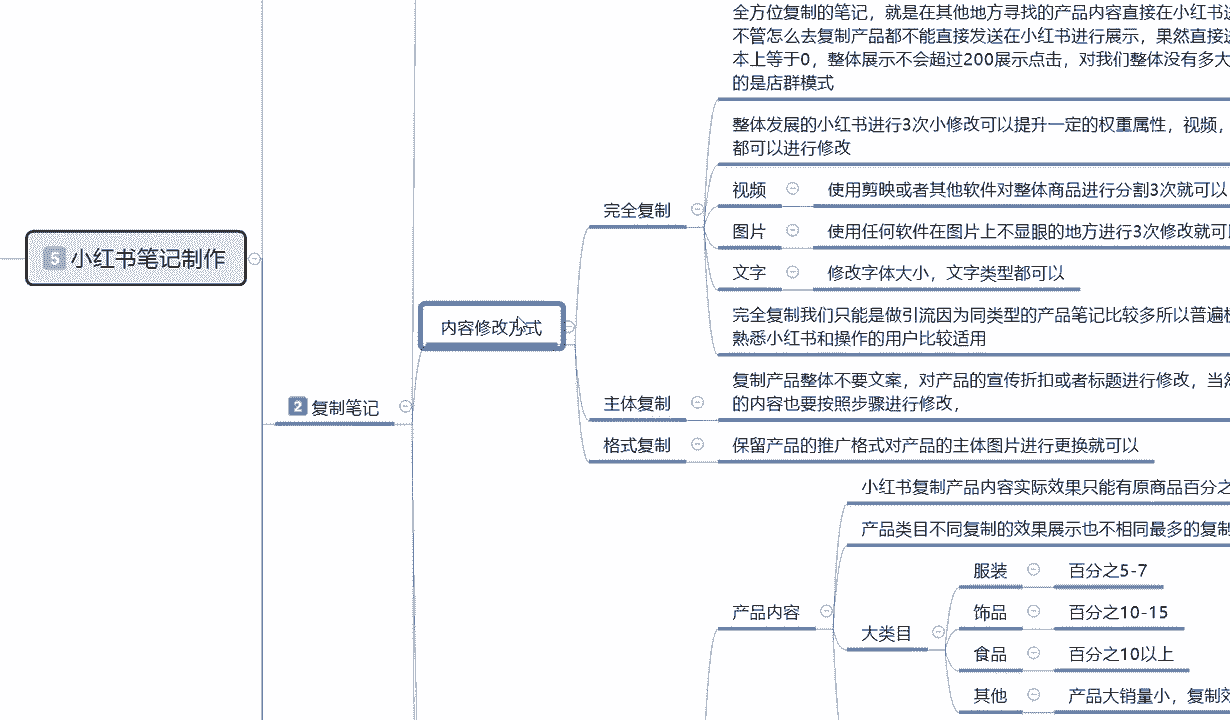 全方位复制的笔记，就是在其他地方寻找的产品内容直接在小红书
不管怎么去复制产品都不能直接发送在小红书进行展示，果然直接
本上等于0，整体展示不会超过200展示点击，对我们整体没有多大
的是店群模式
整体发展的小红书进行3次小修改可以提升一定的权重属性，视频，
都可以进行修改
视频
使用剪映或者其他软件对整体商品进行分割3次就可以
完全复制
图片
使用任何软件在图片上不显眼的地方进行3次修改就可
5 小红书笔记制作
文字
修改字体大小，文字类型都可以
完全复制我们只能是做引流因为同类型的产品笔记比较多所以普遍
熟悉小红书和操作的用户比较适用
内容修改方式
复制产品整体不要文案，对产品的宣传折扣或者标题进行修改，当
的内容也要按照步骤进行修改，
主体复制
2 复制笔记
格式复制
保留产品的推广格式对产品的主体图片进行更换就可以
小红书复制产品内容实际效果只能有原商品百分之
产品类目不同复制的效果展示也不相同最多的复制
服装
百分之5-7
产品内容
饰品
百分之10-15
大类目
食品
百分之10以上
其他
产品大销量小，复制